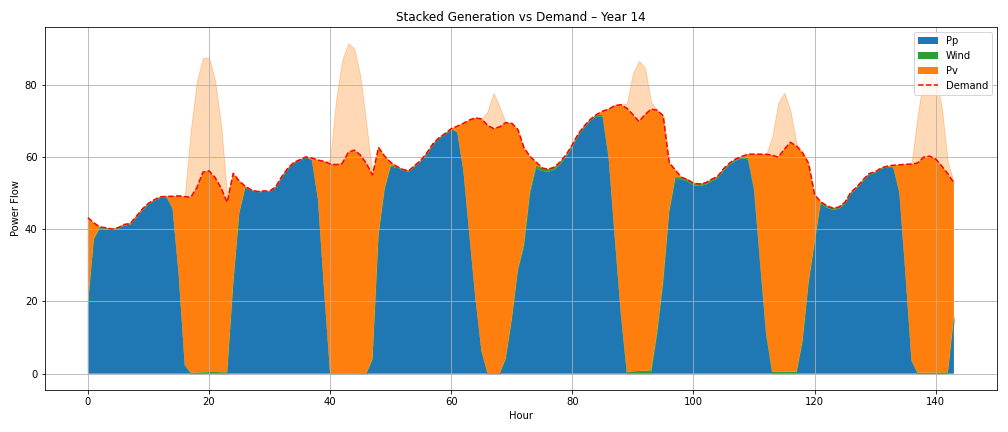 Stacked Generation vs Demand – Year 14
Pp
Wind
Pv
Demand
Power Flow
80
60
40
20
0
0 20 40 60 80 100 120 140
Hour